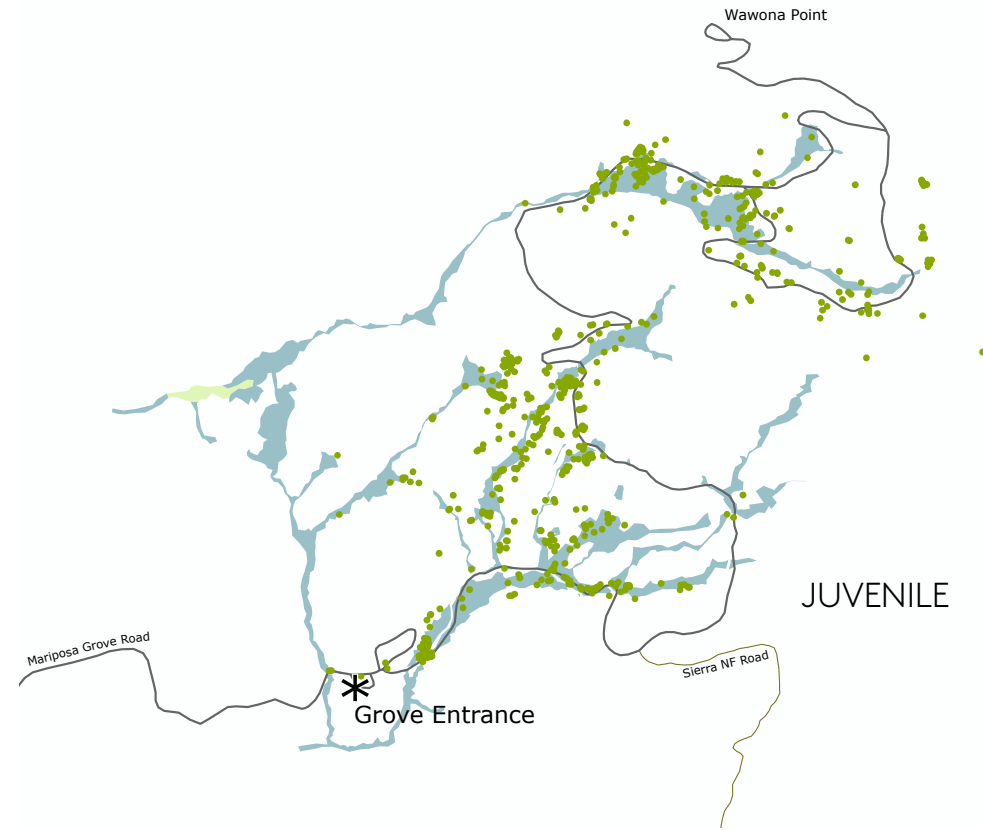 Wawona Point
JUVENILE
Mariposa Grove Road
Sierra NF Road
Grove Entrance